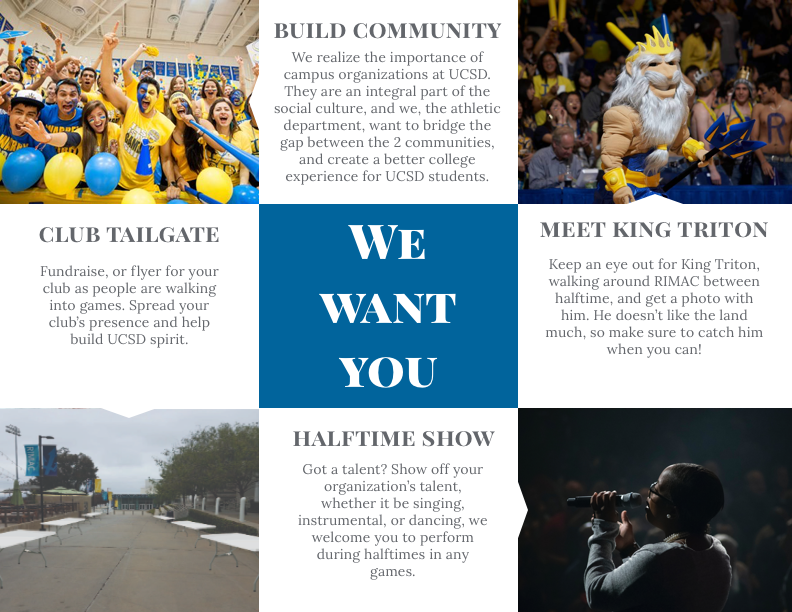 BUILD COMMUNITY
We realize the importance of
campus organizations at UCSD.
They are an integral part of the
social culture, and we, the athletic
department, want to bridge the
gap between the 2 communities,
and create a better college
experience for UCSD students.
CLUB TAILGATE
Fundraise, or flyer for your
club as people are walking
into games. Spread your
club's presence and help
build UCSD spirit.
WE
WANT
YOU
MEET KING TRITON
Keep an eye out for King Triton,
walking around RIMAC between
halftime, and get a photo with
him. He doesn't like the land
much, so make sure to catch him
when you can!
RIMAC
HALFTIME SHOW
Got a talent? Show off your
organization's talent,
whether it be singing,
instrumental, or dancing, we
welcome you to perform
during halftimes in any
games.